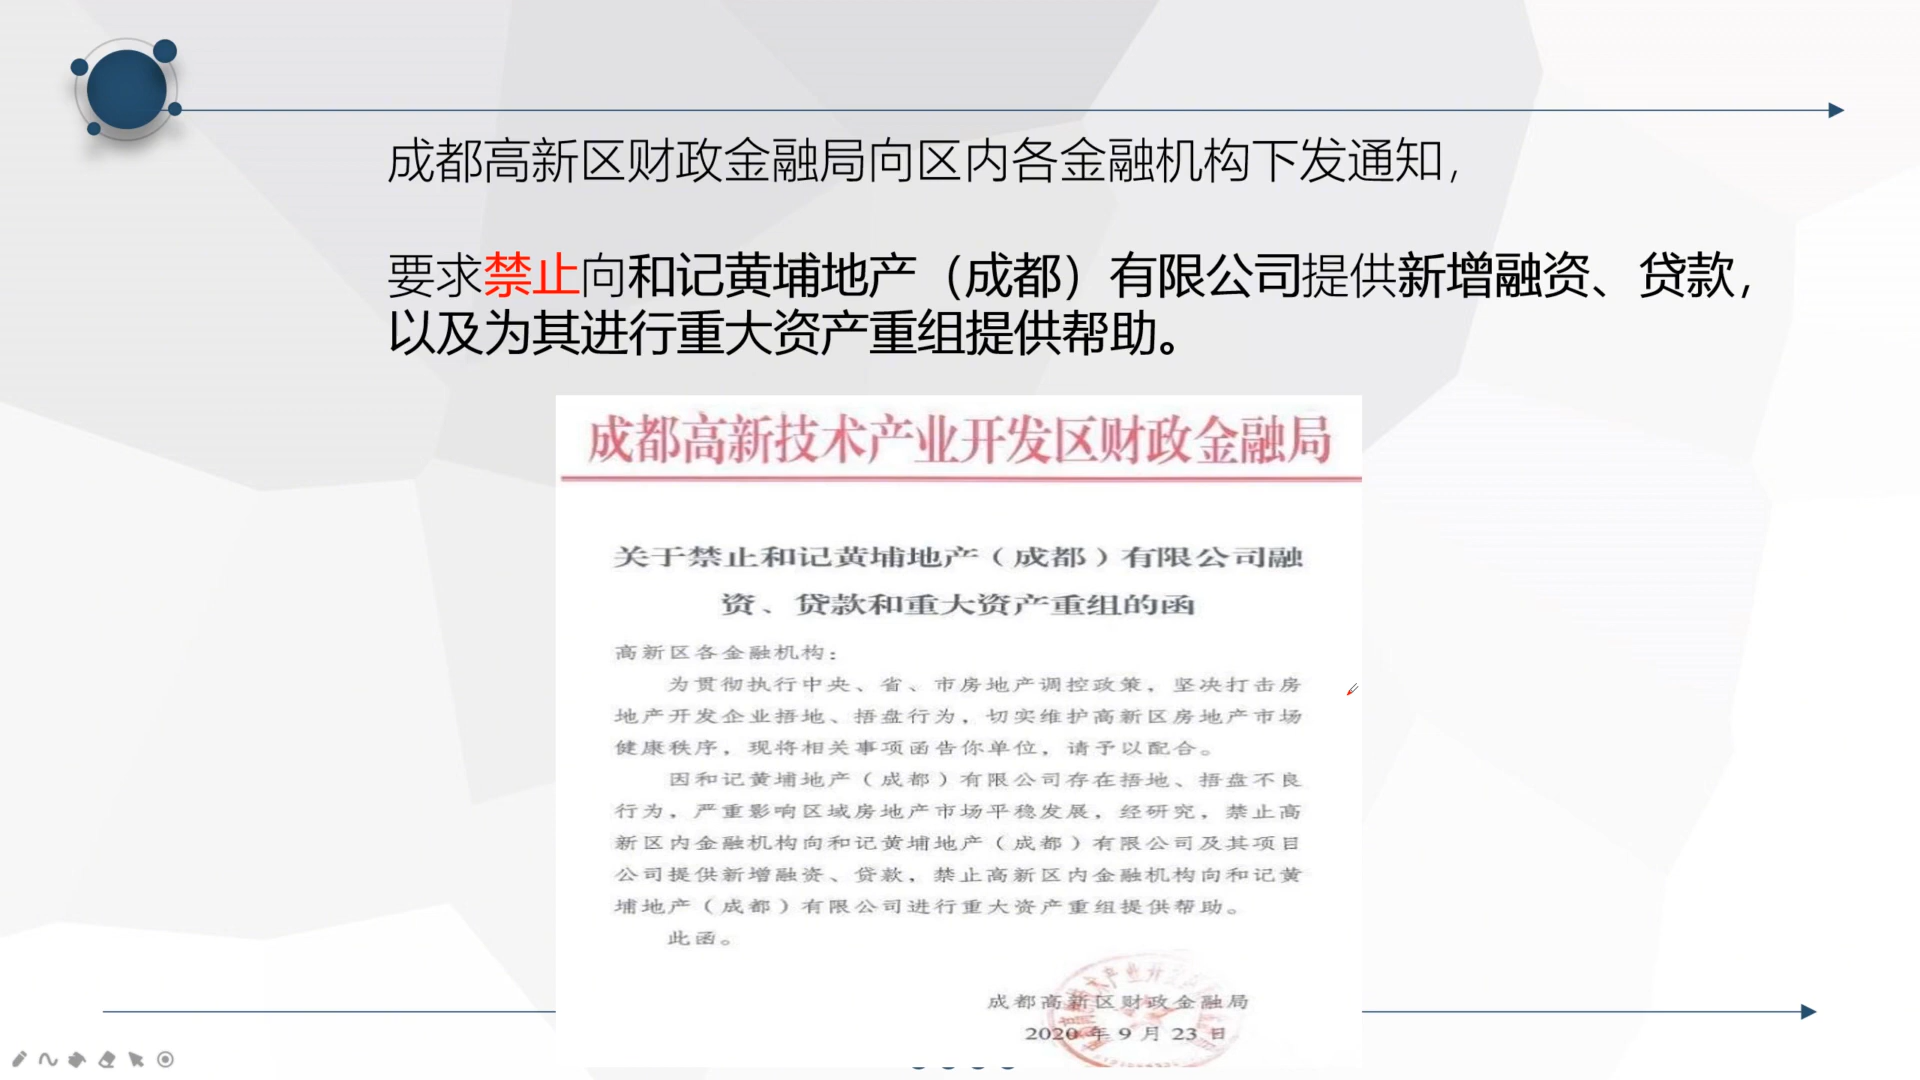 成都高新区财政金融局向区内各金融机构下发通知，
要求禁止向和记黄埔地产（成都）有限公司提供新增融资、贷款，
以及为其进行重大资产重组提供帮助。
成都高新技术产业开发区财政金融局
关于禁止和记黄埔地产（成都）有限公司融
资、贷款和重大资产重组的函
高新区各金融机构：
为贯彻执行中央、省、市房地产调控政策，坚决打击房
地产开发企业捂地、捂盘行为，切实维护高新区房地产市场
健康秩序，现将相关事项函告你单位，请予以配合。
因和记黄埔地产（成都）有限公司存在捂地、捂盘不良
行为，严重影响区域房地产市场平稳发展，经研究，禁止高
新区内金融机构向和记黄埔地产（成都）有限公司及其项目
公司提供新增融资、贷款，禁止高新区内金融机构向和记黄
埔地产（成都）有限公司进行重大资产重组提供帮助。
此函。
成都高新区财政金融局
2020年9月23日